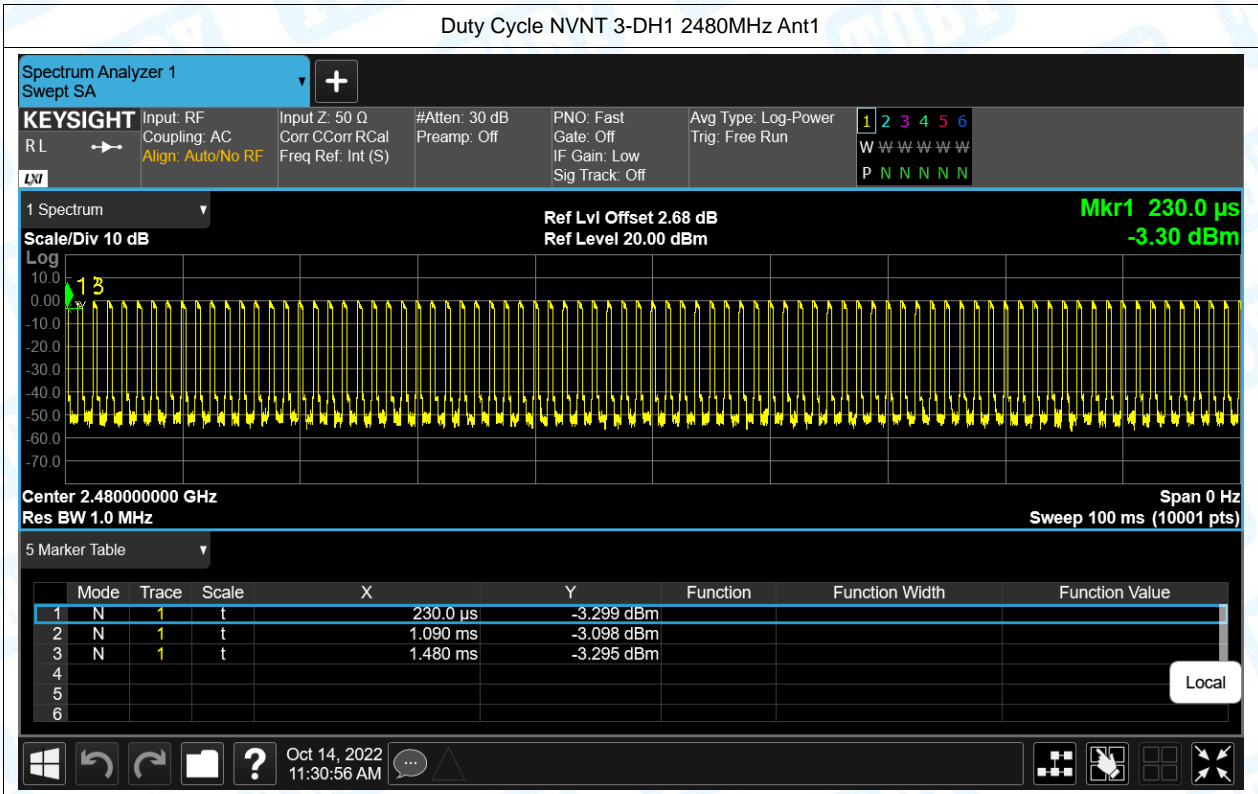 Duty Cycle NVNT 3-DH1 2480MHz Ant1
Spectrum Analyzer 1
Swept SA
KEYSIGHT
RL
LXI
Input: RF
Coupling: AC
Align: Auto/No RF
Input Z: 50 Ω
Corr CCorr RCal
Freq Ref: Int (S)
#Atten: 30 dB
Preamp: Off
PNO: Fast
Gate: Off
IF Gain: Low
Sig Track: Off
Avg Type: Log-Power
Trig: Free Run
1 2 3 4 5 6
W W W W W W
P N N N N N
1 Spectrum
Scale/Div 10 dB
Ref Lvl Offset 2.68 dB
Ref Level 20.00 dBm
Mkr1 230.0 µs
-3.30 dBm
Log
10.0
0.00
-10.0
-20.0
-30.0
-40.0
-50.0
-60.0
-70.0
1 3
Center 2.480000000 GHz
Res BW 1.0 MHz
Span 0 Hz
Sweep 100 ms (10001 pts)
5 Marker Table
Mode Trace Scale X Y Function Function Width Function Value
1 N 1 t 230.0 µs -3.299 dBm
2 N 1 t 1.090 ms -3.098 dBm
3 N 1 t 1.480 ms -3.295 dBm
4
5
6
Local
?
Oct 14, 2022
11:30:56 AM